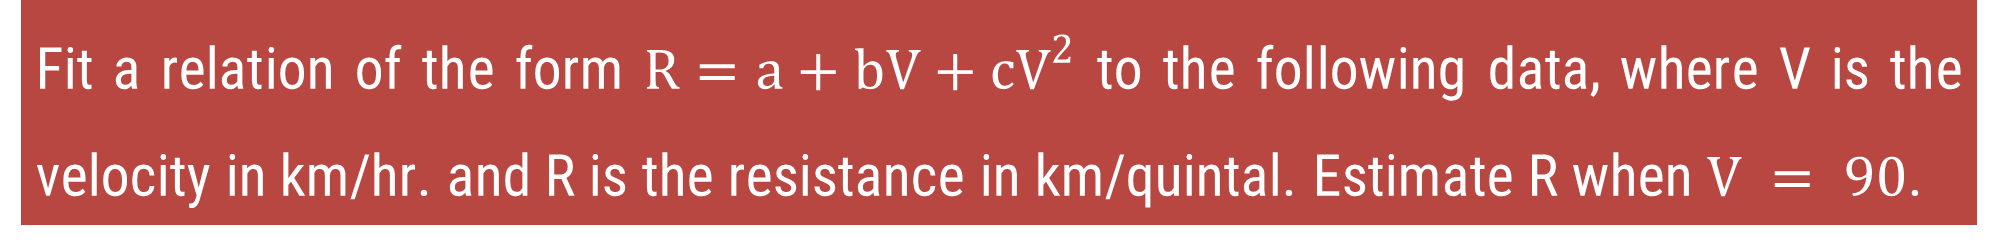 Fit a relation of the form R = a + bV + cV² to the following data, where V is the
velocity in km/hr. and R is the resistance in km/quintal. Estimate R when V = 90.